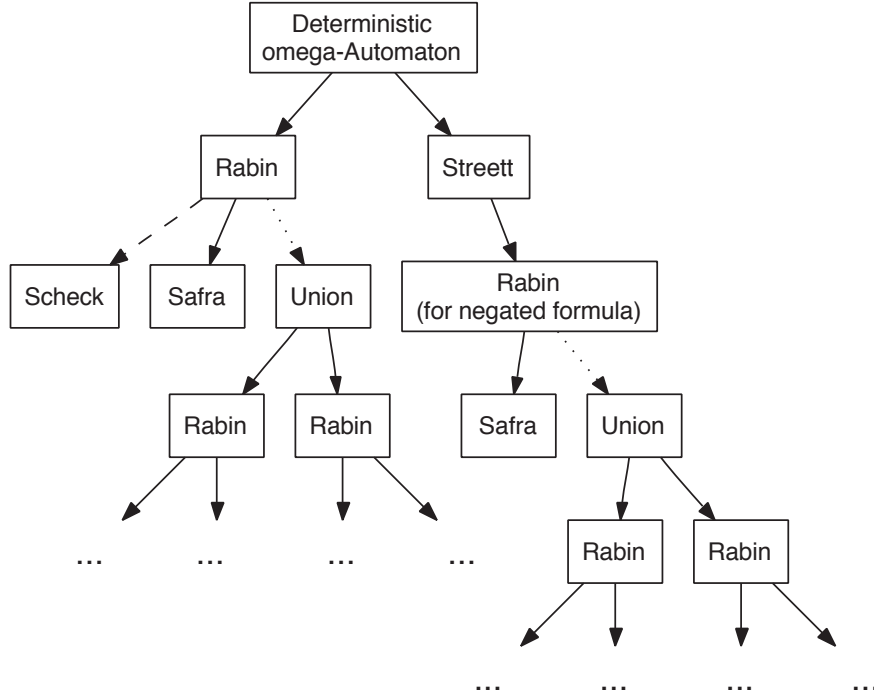 Deterministic
omega-Automaton
Rabin
Streett
Scheck
Safra
Union
Rabin
(for negated formula)
Rabin
Rabin
Safra
Union
...
...
...
...
Rabin
Rabin
...
...
...
...